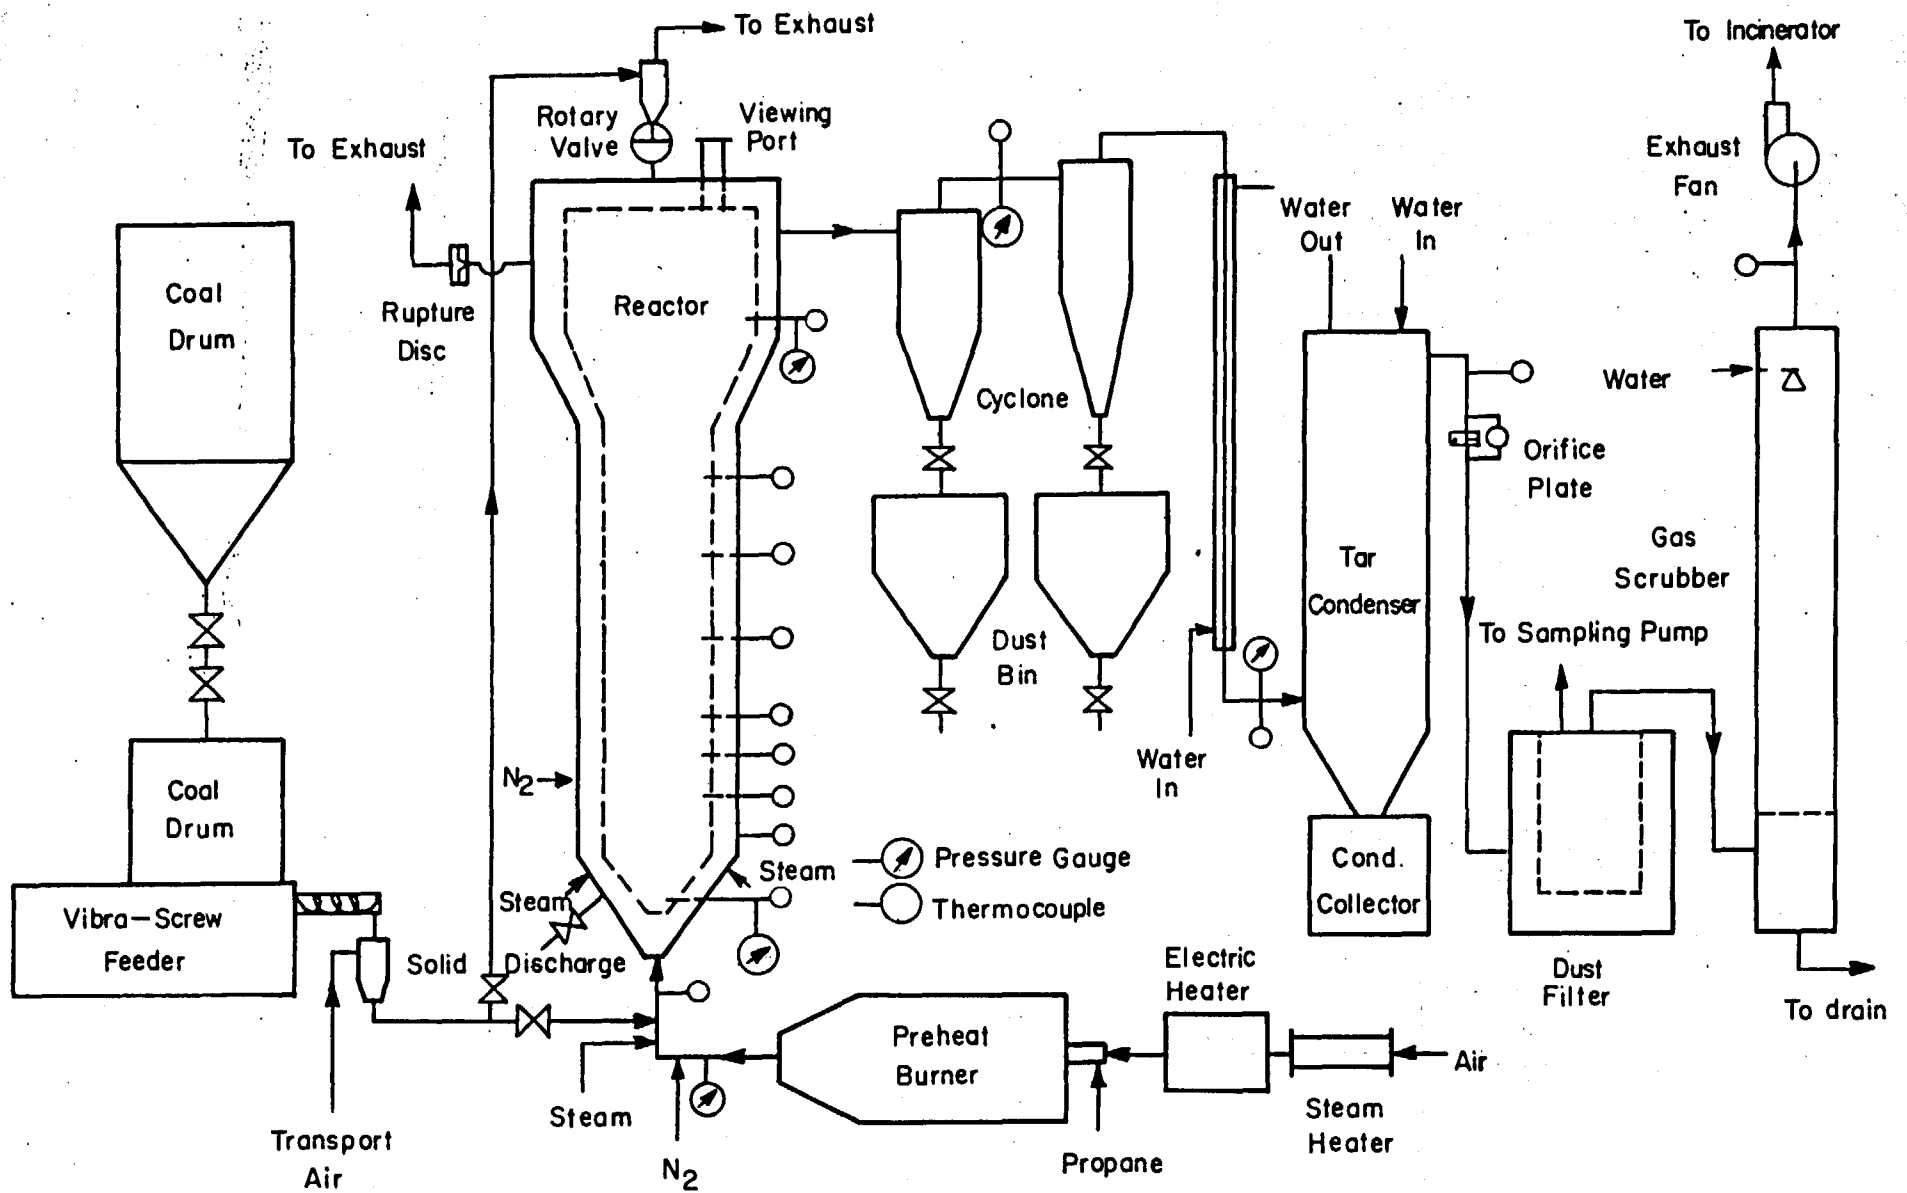 To Exhaust
To Incinerator
Rotary
Valve
Viewing
Port
To Exhaust
Exhaust
Fan
Water
Out
Water
In
Coal
Drum
Rupture
Disc
Reactor
Cyclone
Water
Orifice
Plate
Gas
Scrubber
Tar
Condenser
To Sampling Pump
Dust
Bin
Water
In
N2
Coal
Drum
Pressure Gauge
Thermocouple
Steam
Steam
Cond.
Collector
Vibra-Screw
Feeder
Solid Discharge
Electric
Heater
Dust
Filter
To drain
Preheat
Burner
Air
Steam
Steam
Heater
Transport
Air
N2
Propane